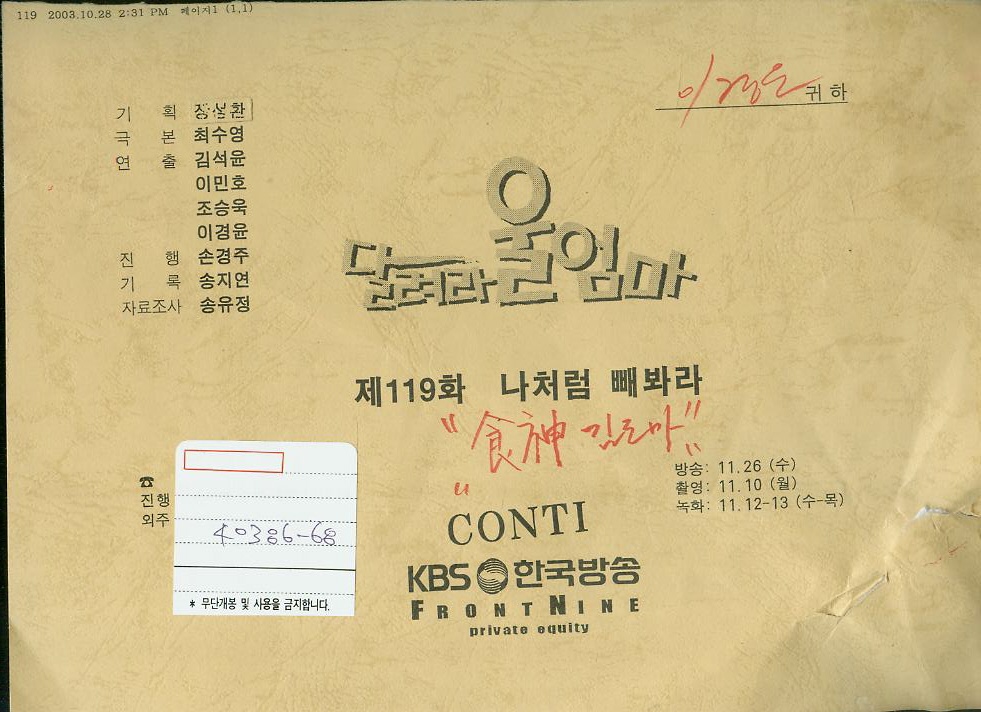 119 2003.10.28 2:31 PM 페이지1 (1,1)
귀하
기 획 장성환
극 본 최수영
연 출 김석윤
이민호
조승욱
이경윤
진 행 손경주
기 록 송지연
자료조사 송유정
달려라 울엄마
제119화 나처럼 빼봐라
"食神 김도마"
방송: 11.26 (수)
촬영: 11.10 (월)
녹화: 11.12-13 (수-목)
☎
진행
외주
40386-68
* 무단개봉 및 사용을 금지합니다.
CONTI
KBS 한국방송
FRONTNINE
private equity